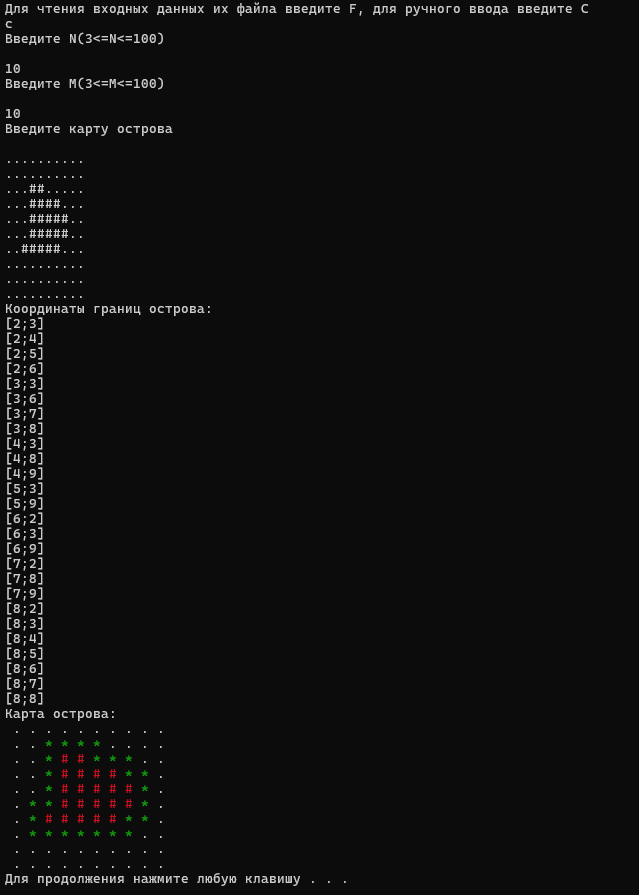 Для чтения входных данных их файла введите F, для ручного ввода введите C
c
Введите N(3<=N<=100)
10
Введите M(3<=M<=100)
10
Введите карту острова
..........
..........
...##.....
...####...
...#####..
...#####..
..#####...
..........
..........
..........
Координаты границ острова:
[2;3]
[2;4]
[2;5]
[2;6]
[3;3]
[3;6]
[3;7]
[3;8]
[4;3]
[4;8]
[4;9]
[5;3]
[5;9]
[6;2]
[6;3]
[6;9]
[7;2]
[7;8]
[7;9]
[8;2]
[8;3]
[8;4]
[8;5]
[8;6]
[8;7]
[8;8]
Карта острова:
. . . . . . . . . .
. . * * * * . . . .
. . * # # * * * . .
. . * # # # # * * .
. . * # # # # # * .
. * * # # # # # * .
. * # # # # # * * .
. * * * * * * * . .
. . . . . . . . . .
. . . . . . . . . .
Для продолжения нажмите любую клавишу . . .